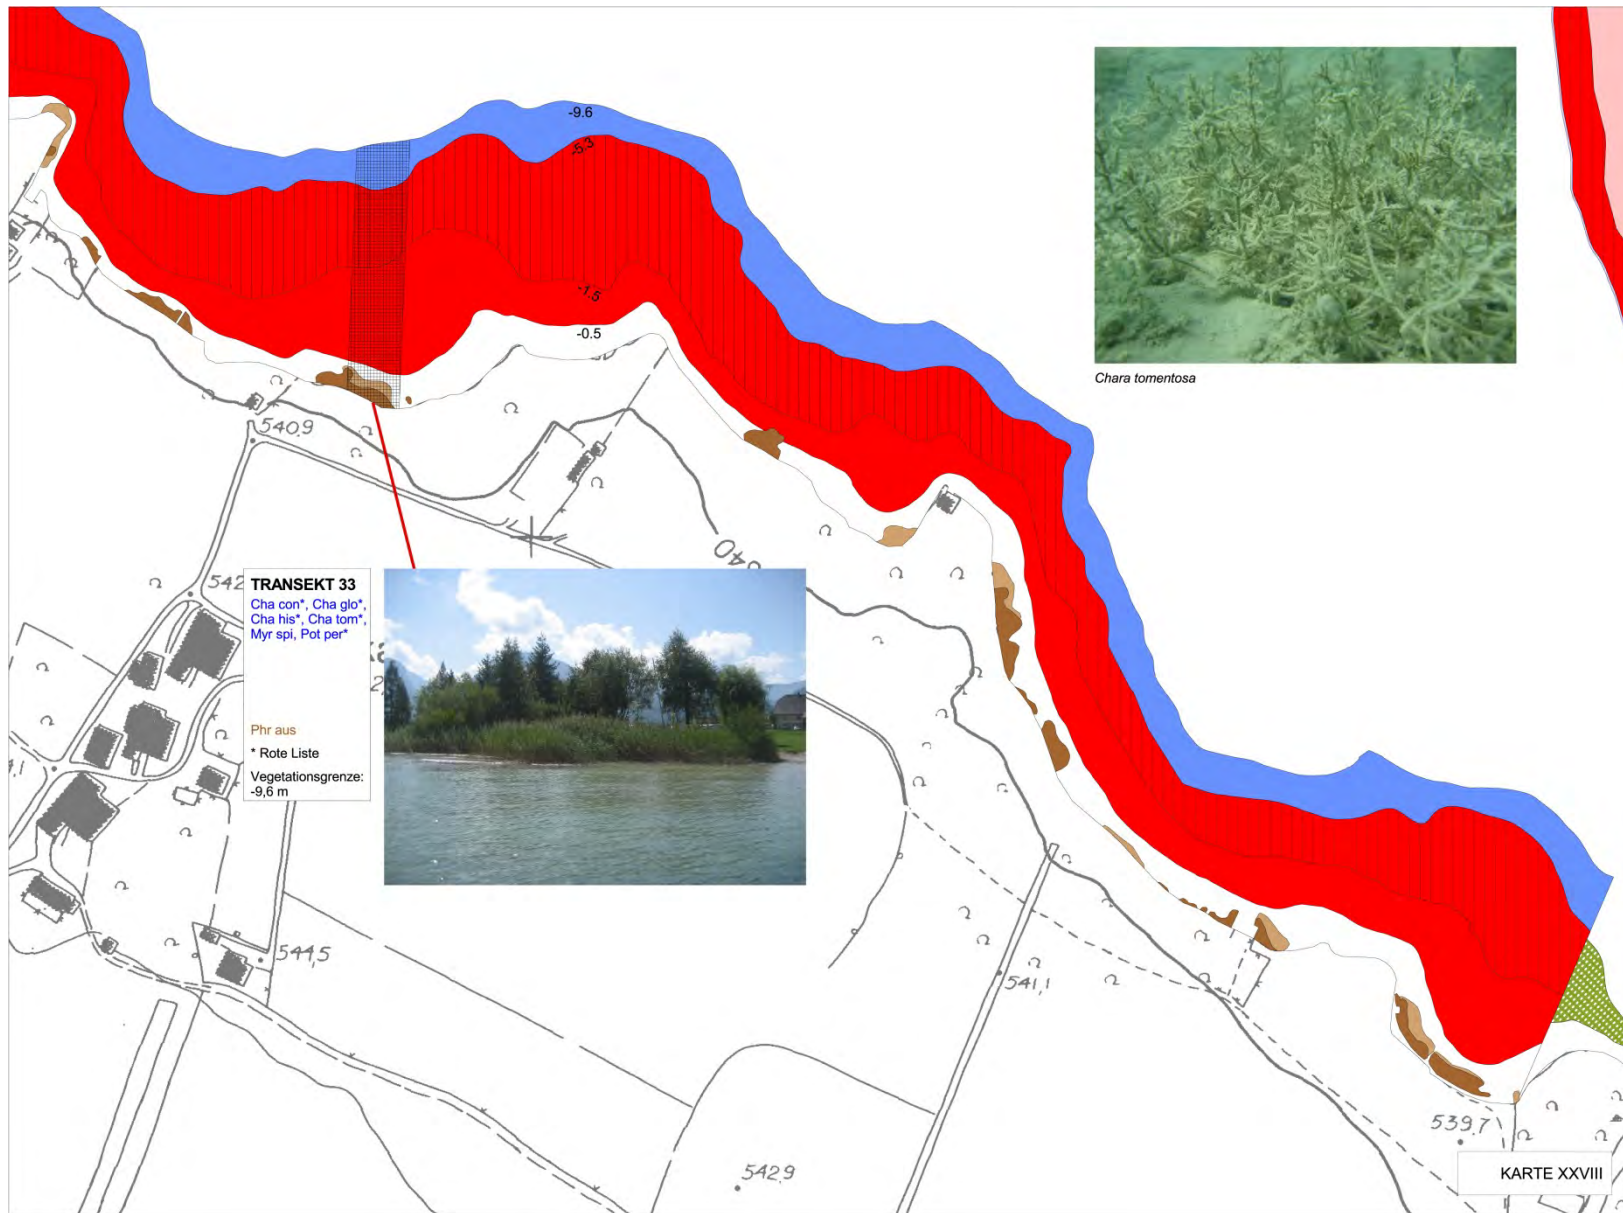 -9.6
-5.3
-1.5
-0.5
Chara tomentosa
540,9
TRANSEKT 33
Cha con*, Cha glo*,
Cha his*, Cha tom*,
Myr spi, Pot per*
Phr aus
* Rote Liste
Vegetationsgrenze:
-9,6 m
542
544,5
541,1
542,9
539,7
KARTE XXVIII